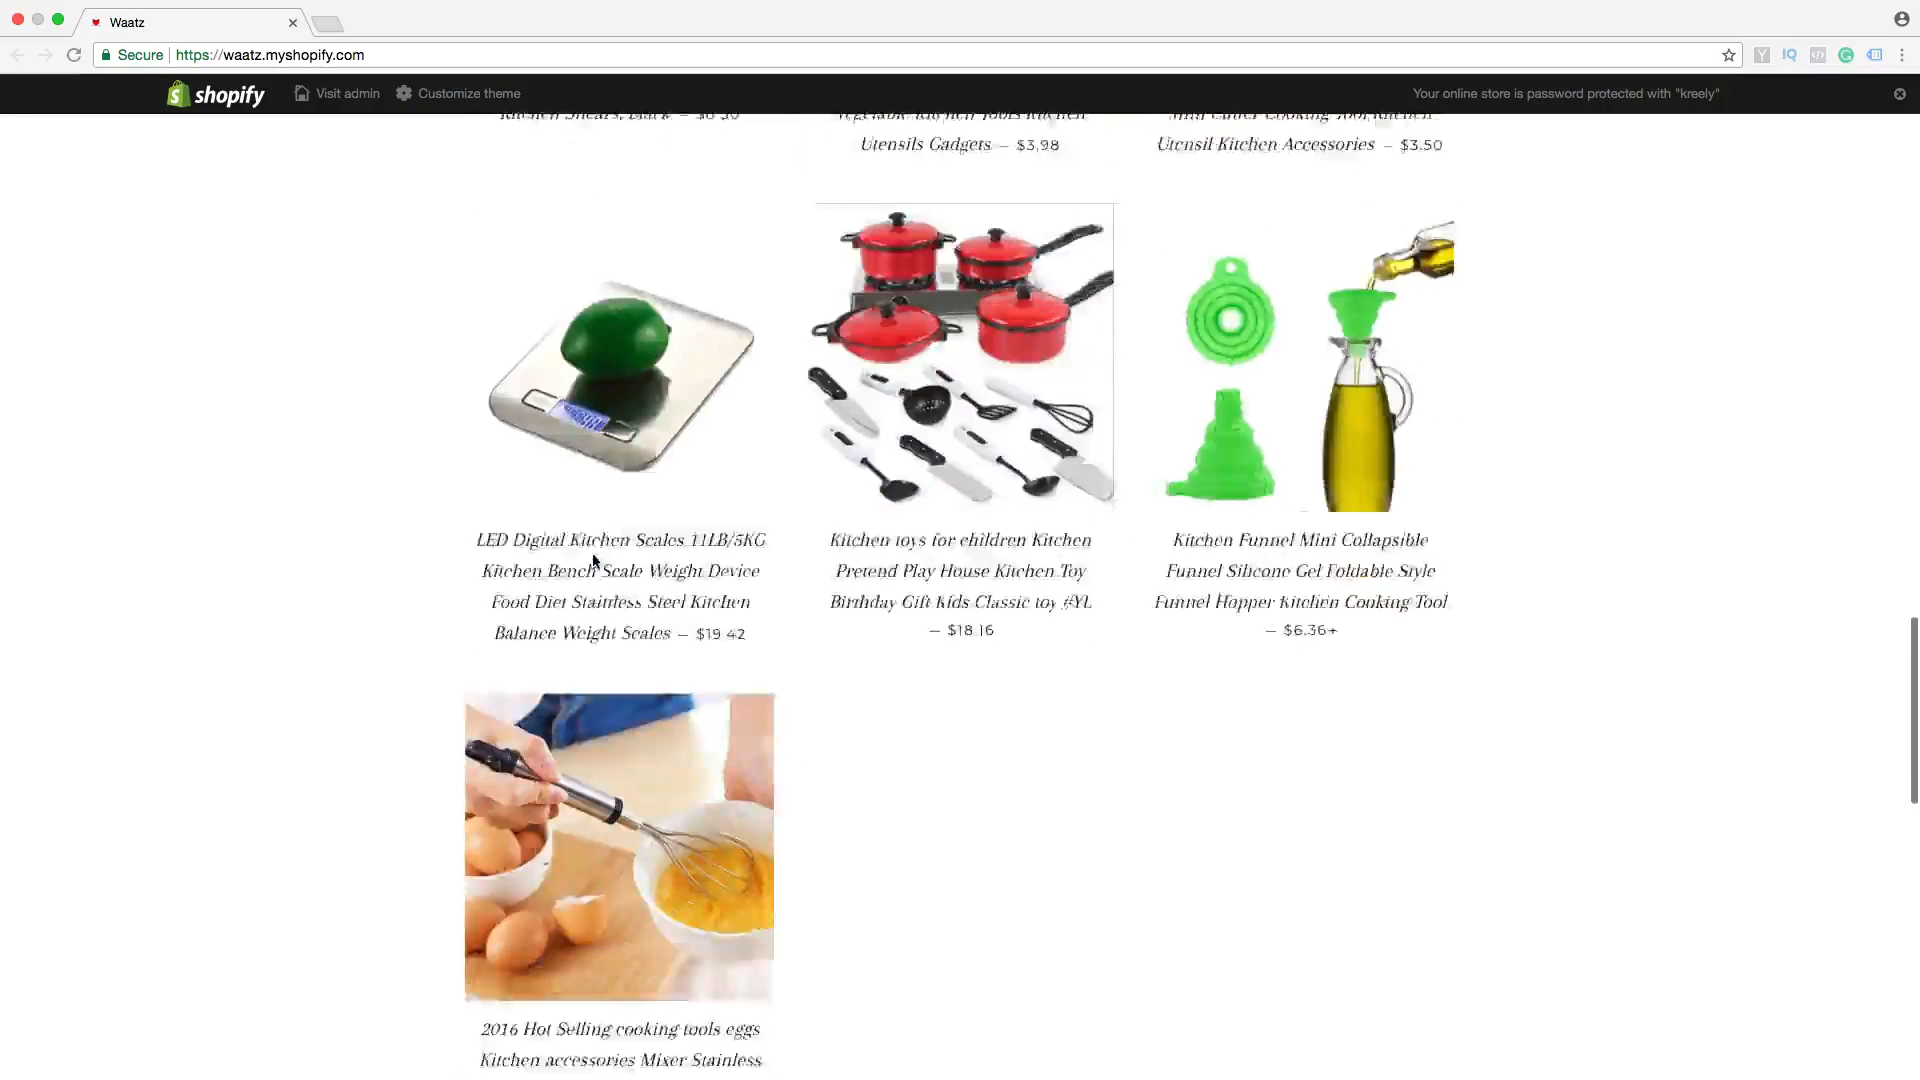 Waatz
Secure
https://waatz.myshopify.com
shopify
Visit admin
Customize theme
Your online store is password protected with "kreely"
Utensils Gadgets — $3.98
Utensil Kitchen Accessories — $3.50
LED Digital Kitchen Scales 11LB/5KG
Kitchen Bench Scale Weight Device
Food Diet Stainless Steel Kitchen
Balance Weight Scales — $19.42
Kitchen toys for children Kitchen
Pretend Play House Kitchen Toy
Birthday Gift Kids Classic toy #YL
— $18.16
Kitchen Funnel Mini Collapsible
Funnel Silicone Gel Foldable Style
Funnel Hopper Kitchen Cooking Tool
— $6.36+
2016 Hot Selling cooking tools eggs
Kitchen accessories Mixer Stainless